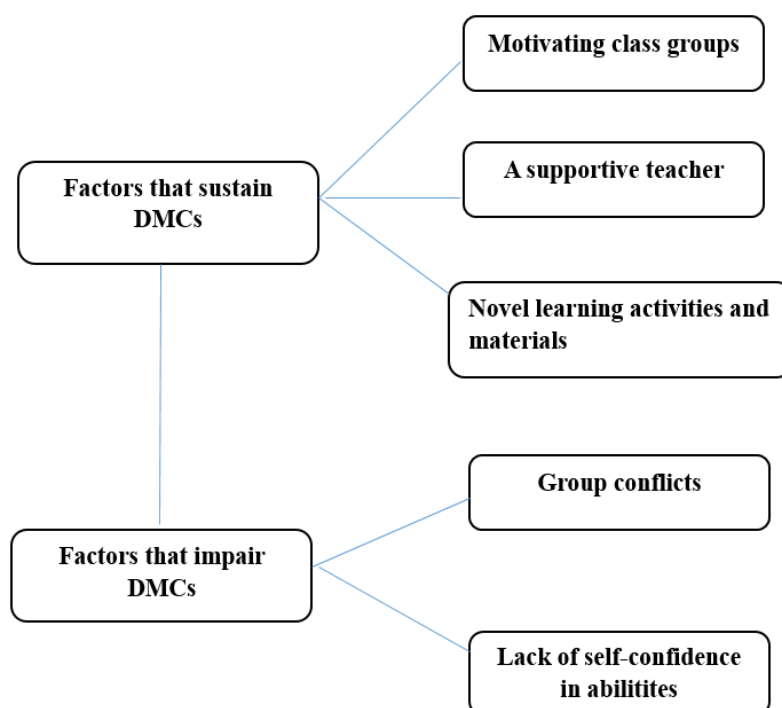 Motivating class groups
A supportive teacher
Factors that sustain
DMCs
Novel learning activities and
materials
Group conflicts
Factors that impair
DMCs
Lack of self-confidence
in abilitites